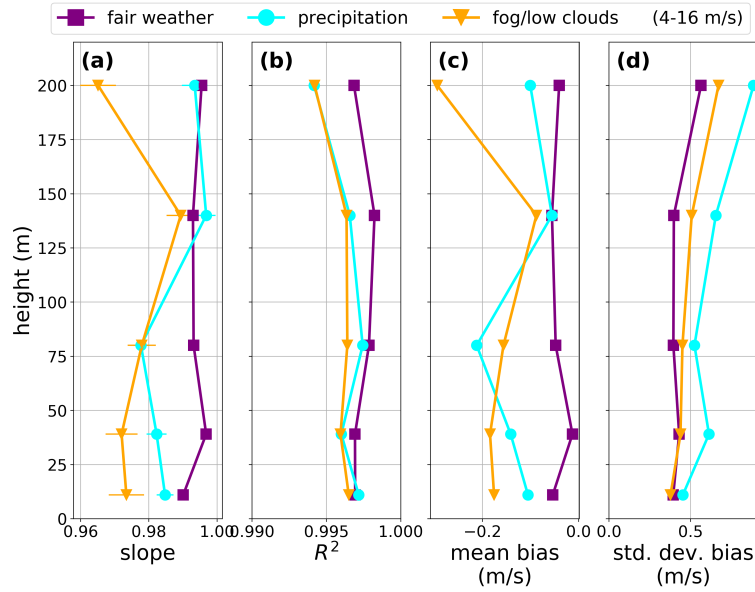 fair weather precipitation fog/low clouds (4-16 m/s)
(a) (b) (c) (d)
200
175
150
125
100
75
50
25
0
height (m)
0.96 0.98 1.00 0.990 0.995 1.000 −0.2 0.0 0.0 0.5
slope R² mean bias (m/s) std. dev. bias (m/s)